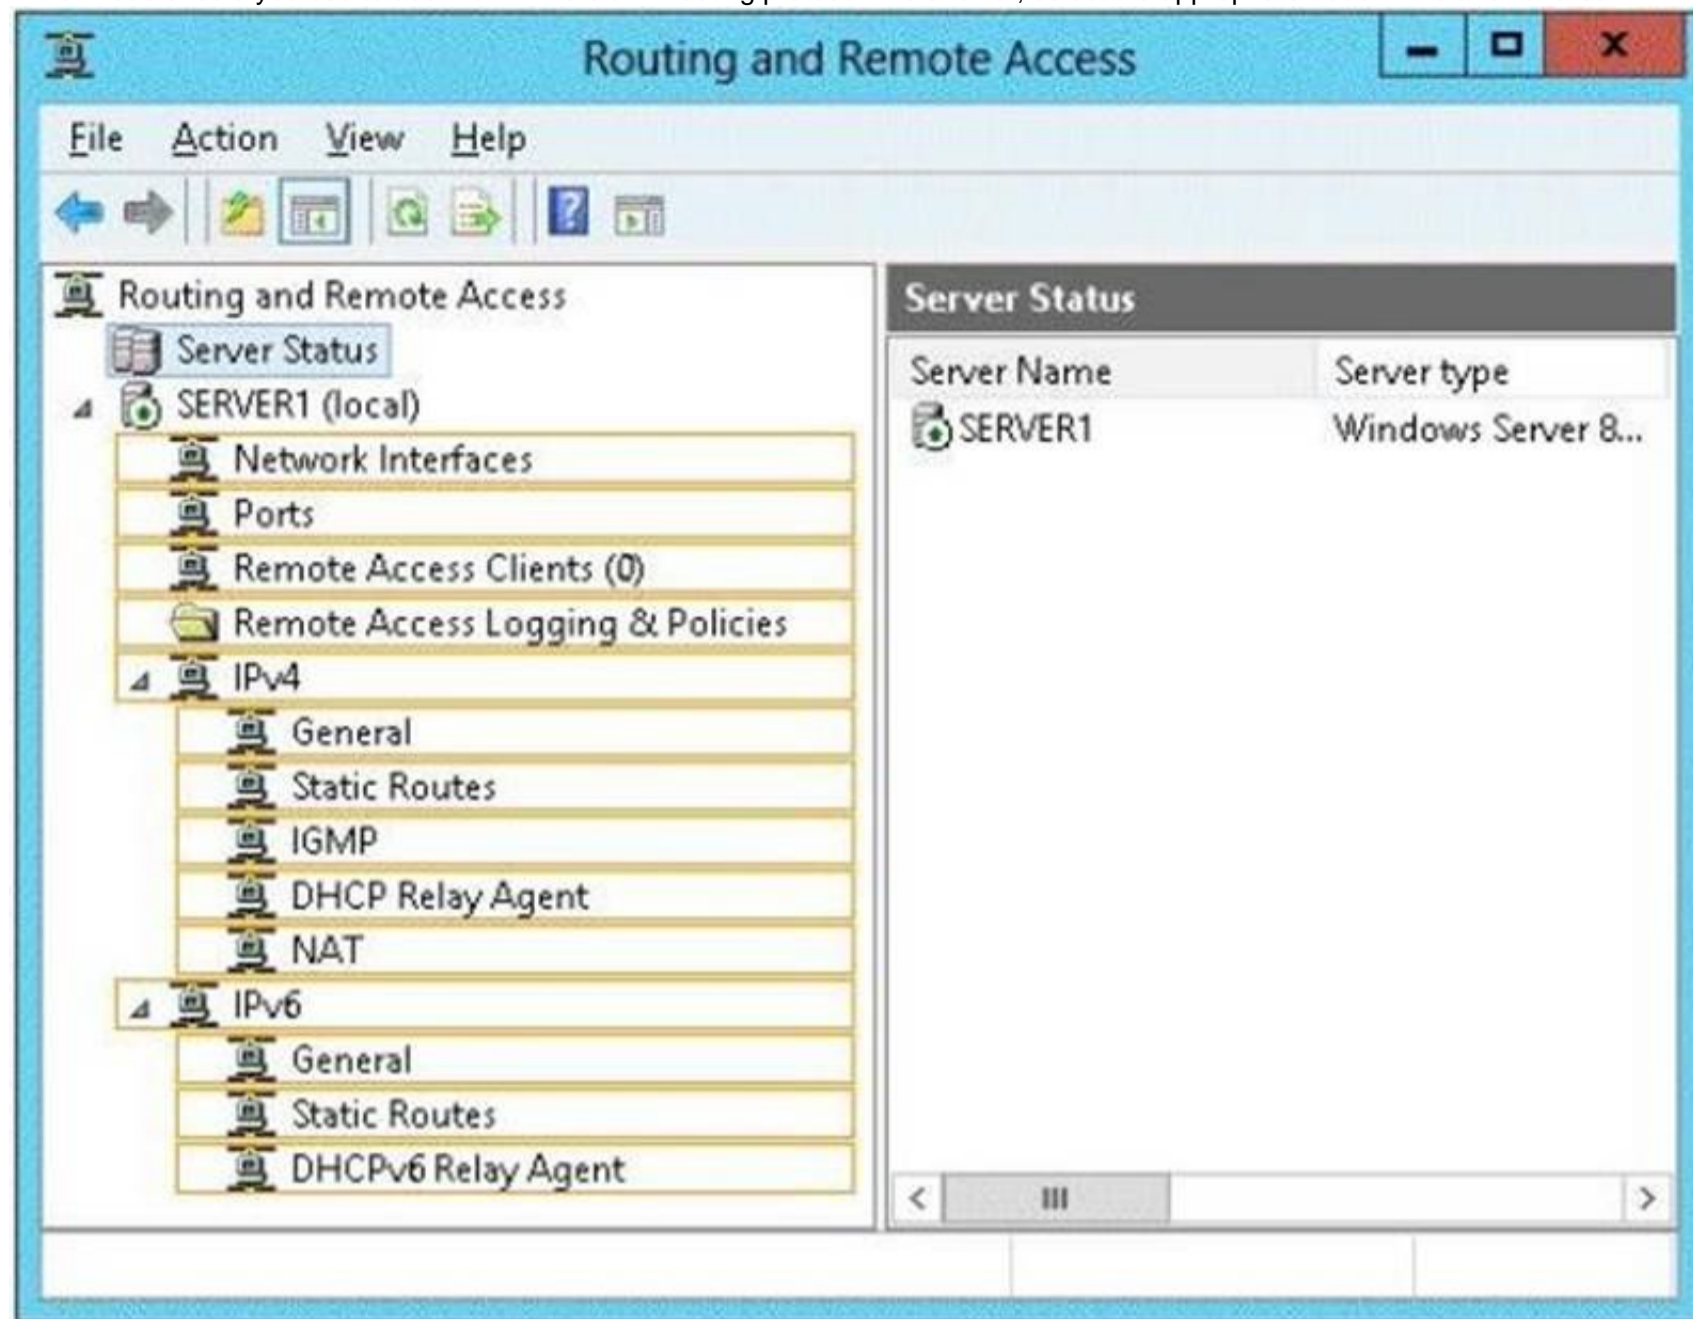 Routing and Remote Access
File Action View Help
Routing and Remote Access
Server Status
SERVER1 (local)
Network Interfaces
Ports
Remote Access Clients (0)
Remote Access Logging & Policies
IPv4
General
Static Routes
IGMP
DHCP Relay Agent
NAT
IPv6
General
Static Routes
DHCPv6 Relay Agent
Server Status
Server Name Server type
SERVER1 Windows Server 8...